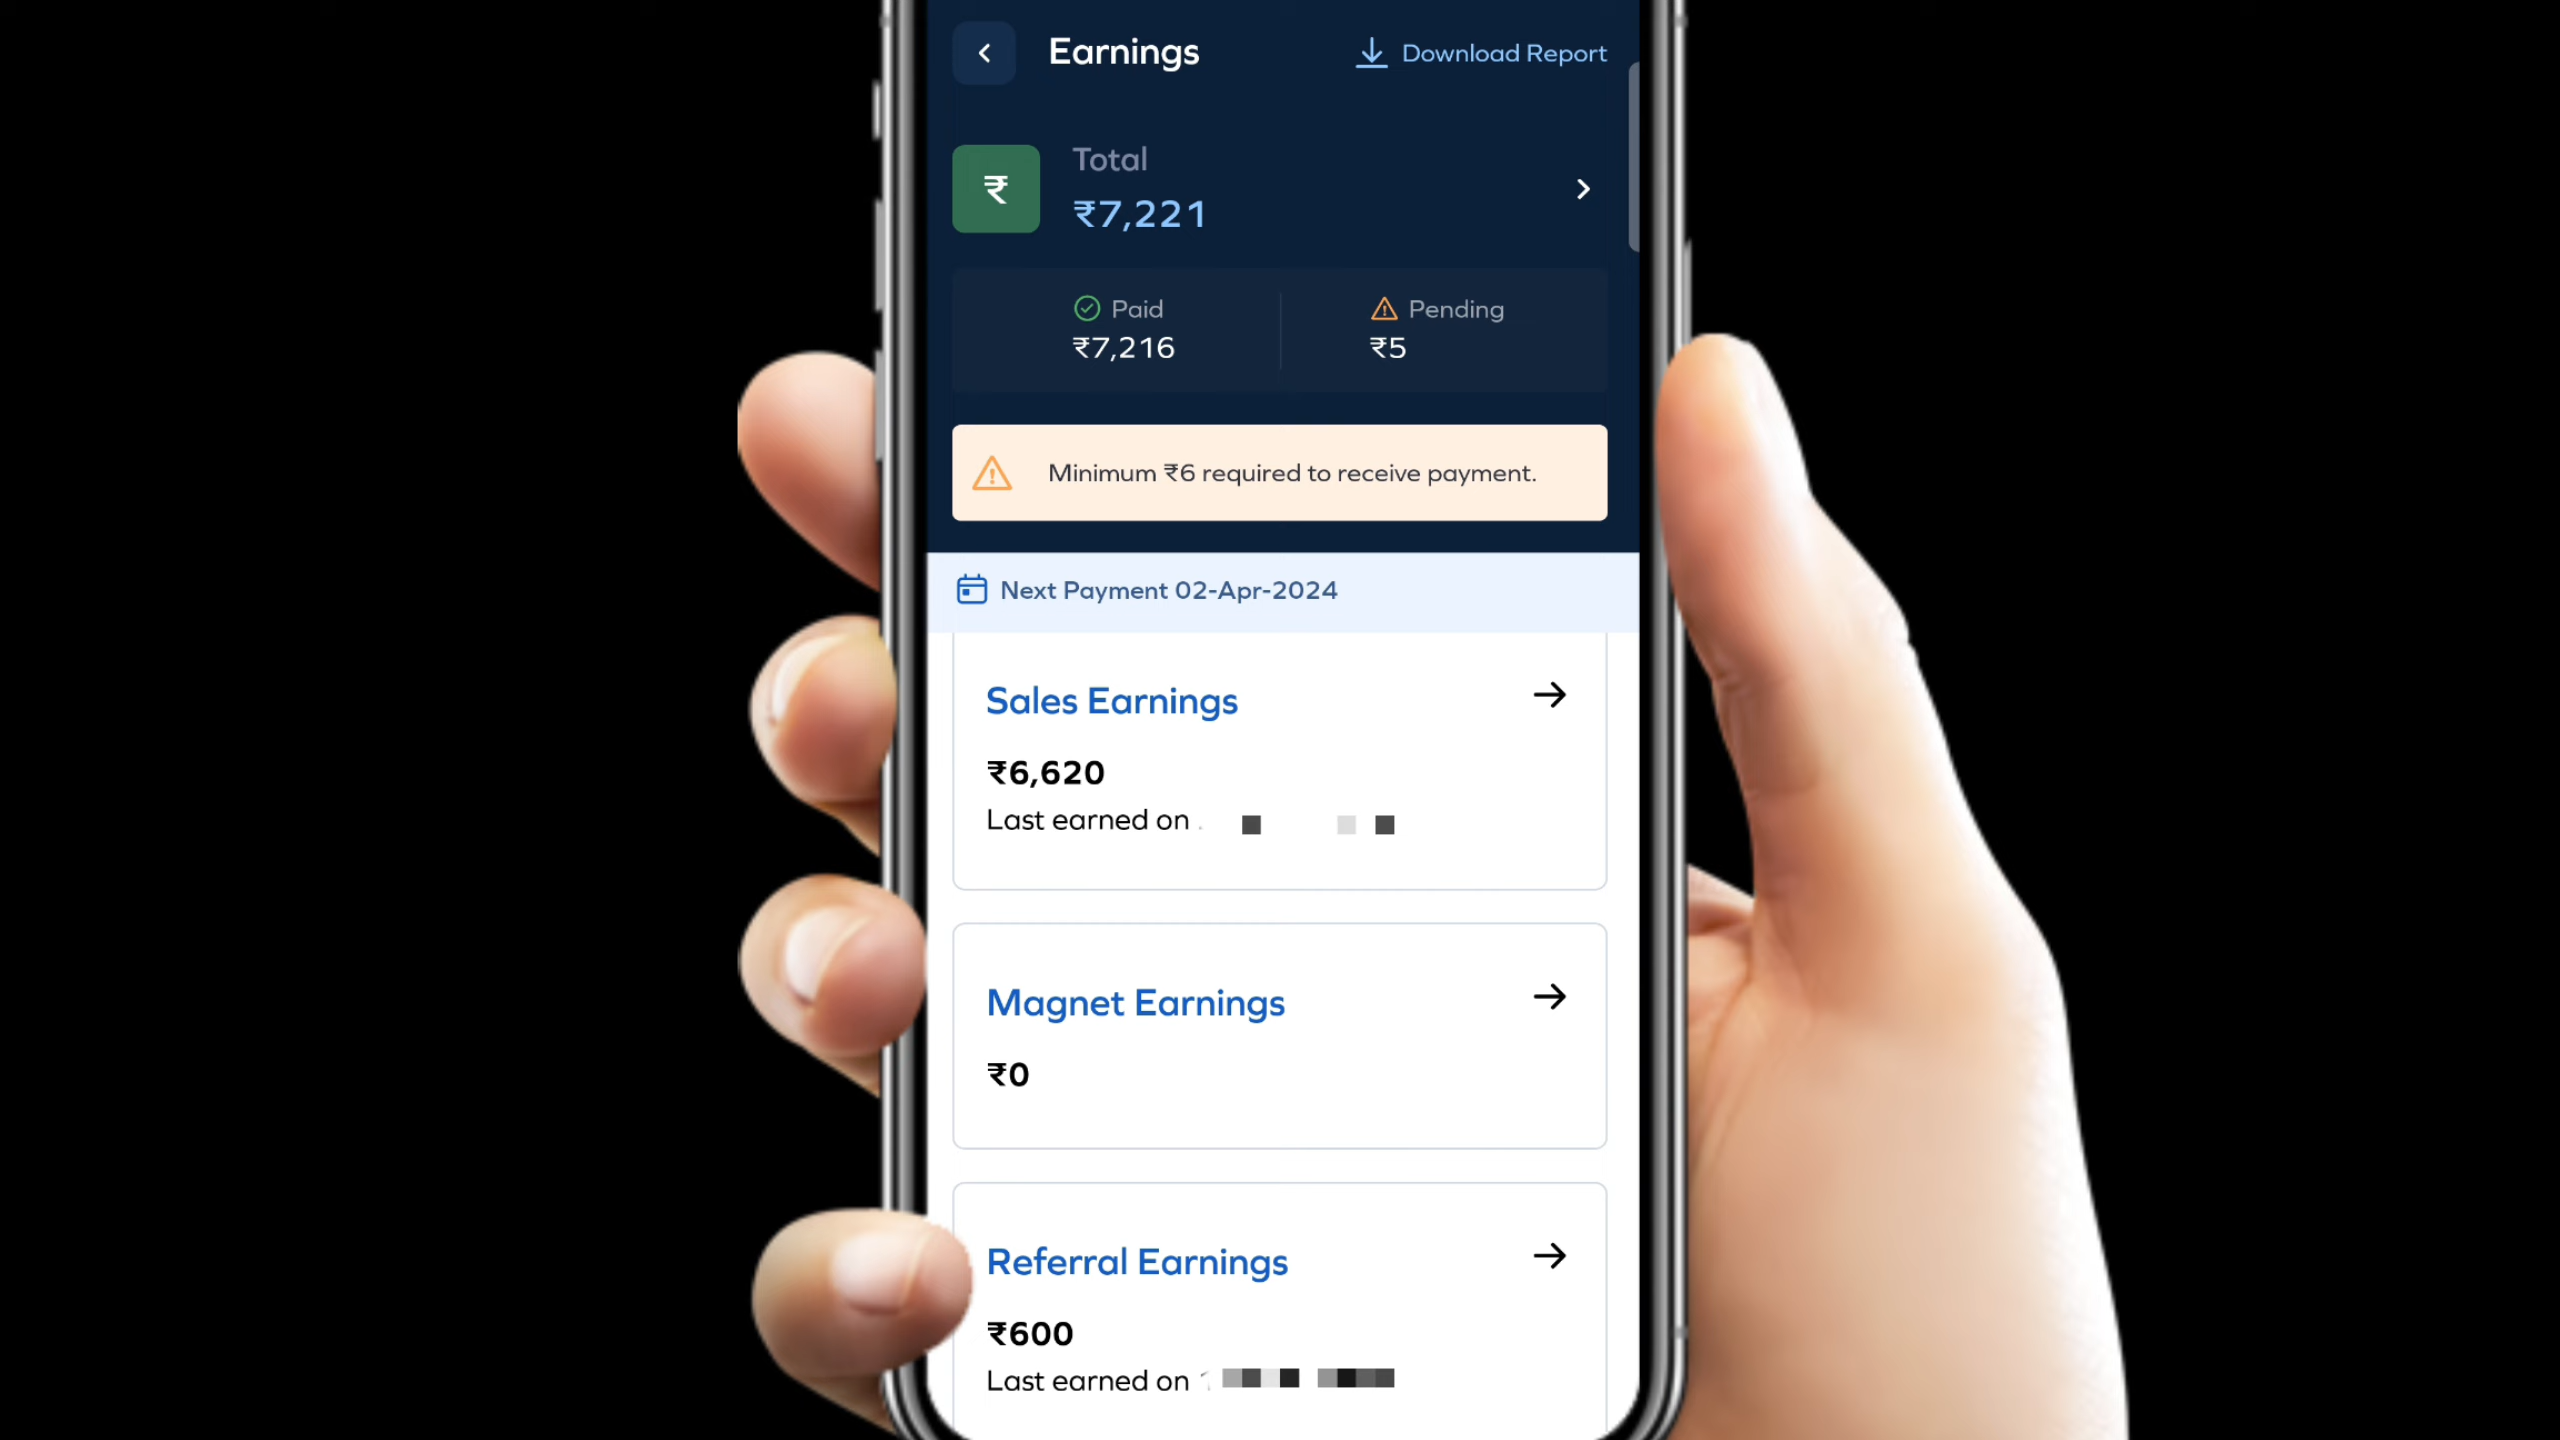 Earnings
Download Report
₹
Total
₹7,221
Paid
₹7,216
Pending
₹5
Minimum ₹6 required to receive payment.
Next Payment 02-Apr-2024
Sales Earnings
₹6,620
Last earned on
Magnet Earnings
₹0
Referral Earnings
₹600
Last earned on